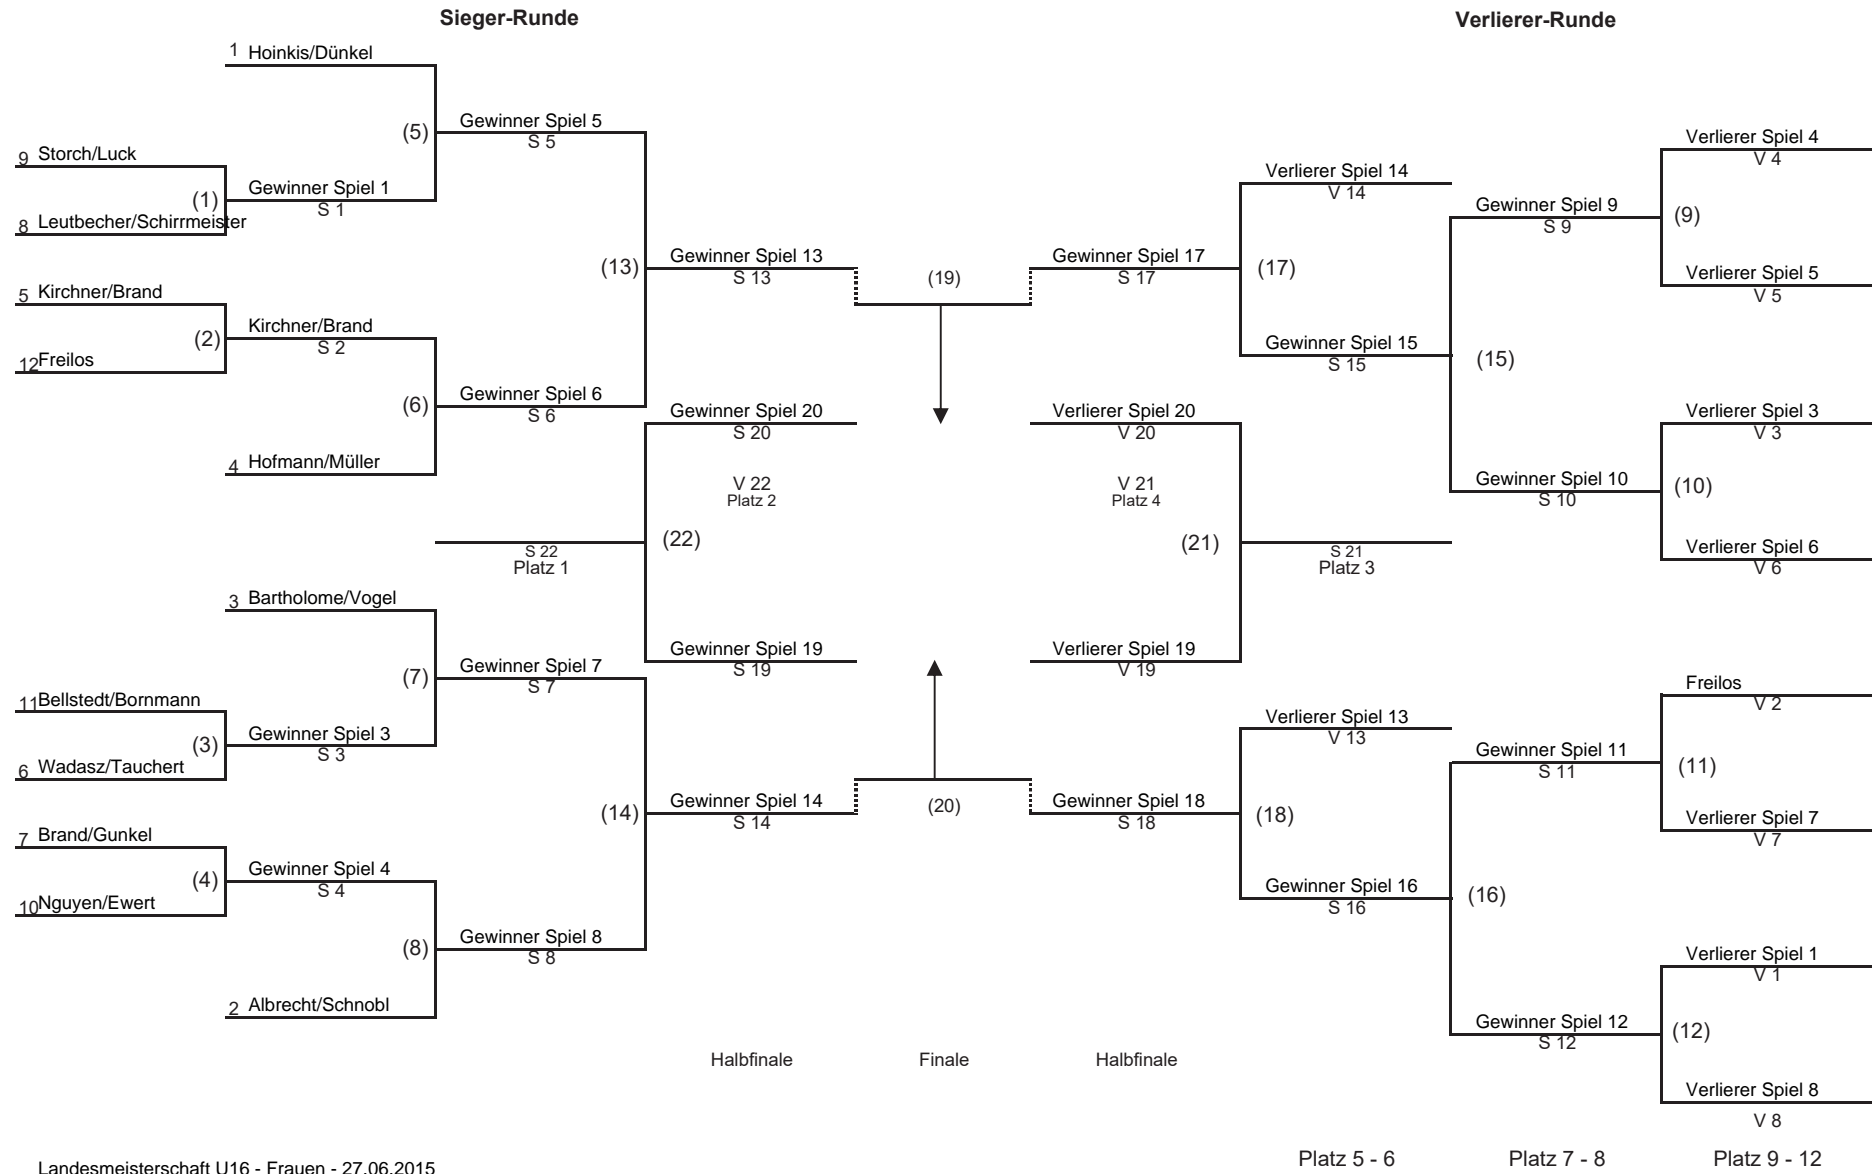 Sieger-Runde
Verlierer-Runde
1 Hoinkis/Dünkel
(5)
Gewinner Spiel 5
S 5
9 Storch/Luck
(1)
Gewinner Spiel 1
S 1
8 Leutbecher/Schirrmeister
(13)
Gewinner Spiel 13
S 13
5 Kirchner/Brand
(2)
Kirchner/Brand
S 2
12 Freilos
(6)
Gewinner Spiel 6
S 6
4 Hofmann/Müller
Gewinner Spiel 20
S 20
V 22
Platz 2
(22)
S 22
Platz 1
3 Bartholome/Vogel
(7)
Gewinner Spiel 7
S 7
Gewinner Spiel 19
S 19
11 Bellstedt/Bornmann
(3)
Gewinner Spiel 3
S 3
6 Wadasz/Tauchert
(14)
Gewinner Spiel 14
S 14
7 Brand/Gunkel
(4)
Gewinner Spiel 4
S 4
10 Nguyen/Ewert
(8)
Gewinner Spiel 8
S 8
2 Albrecht/Schnobl
(19)
(20)
Gewinner Spiel 17
S 17
(17)
Verlierer Spiel 14
V 14
Gewinner Spiel 15
S 15
(15)
Gewinner Spiel 9
S 9
(9)
Verlierer Spiel 4
V 4
Verlierer Spiel 5
V 5
Verlierer Spiel 20
V 20
V 21
Platz 4
(21)
S 21
Platz 3
Gewinner Spiel 10
S 10
(10)
Verlierer Spiel 3
V 3
Verlierer Spiel 6
V 6
Verlierer Spiel 19
V 19
Verlierer Spiel 13
V 13
Gewinner Spiel 18
S 18
(18)
Gewinner Spiel 16
S 16
(16)
Gewinner Spiel 11
S 11
(11)
Freilos
V 2
Verlierer Spiel 7
V 7
Gewinner Spiel 12
S 12
(12)
Verlierer Spiel 1
V 1
Verlierer Spiel 8
V 8
Halbfinale
Finale
Halbfinale
Platz 5 - 6
Platz 7 - 8
Platz 9 - 12
Landesmeisterschaft U16 - Frauen - 27.06.2015